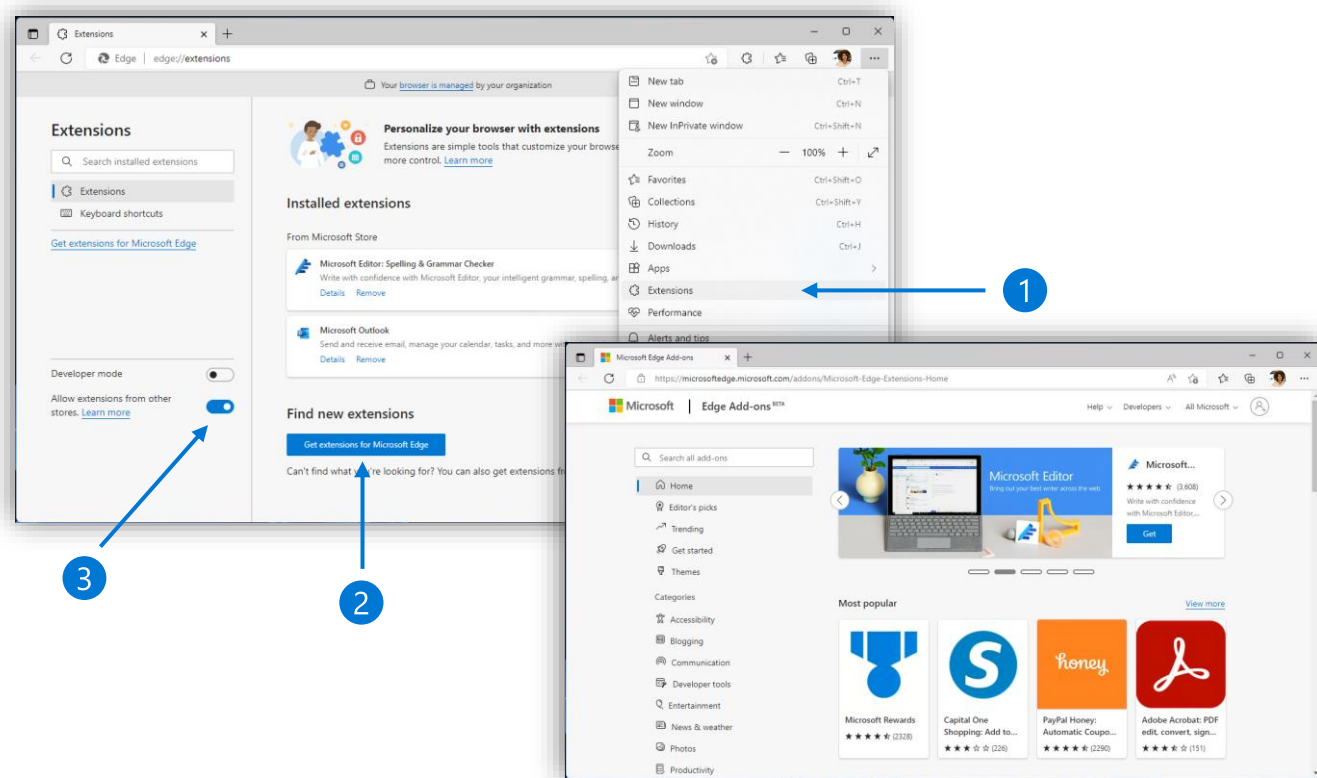 Extensions
Edge | edge://extensions
Your browser is managed by your organization
Extensions
Search installed extensions
Extensions
Keyboard shortcuts
Get extensions for Microsoft Edge
Developer mode
Allow extensions from other
stores. Learn more
Personalize your browser with extensions
Extensions are simple tools that customize your browse
more control. Learn more
Installed extensions
From Microsoft Store
Microsoft Editor: Spelling & Grammar Checker
Write with confidence with Microsoft Editor, your intelligent grammar, spelling, an
Details Remove
Microsoft Outlook
Send and receive email, manage your calendar, tasks, and more wi
Details Remove
Find new extensions
Get extensions for Microsoft Edge
Can't find what you're looking for? You can also get extensions fr
New tab Ctrl+T
New window Ctrl+N
New InPrivate window Ctrl+Shift+N
Zoom 100%
Favorites Ctrl+Shift+O
Collections Ctrl+Shift+Y
History Ctrl+H
Downloads Ctrl+J
Apps
Extensions
Performance
Alerts and tips
1
2
3
Microsoft Edge Add-ons
https://microsoftedge.microsoft.com/addons/Microsoft-Edge-Extensions-Home
Microsoft | Edge Add-ons BETA
Help Developers All Microsoft
Search all add-ons
Home
Editor's picks
Trending
Get started
Themes
Categories
Accessibility
Blogging
Communication
Developer tools
Entertainment
News & weather
Photos
Productivity
Microsoft Editor
Bring out your best writer across the web.
Microsoft...
(3,608)
Write with confidence
with Microsoft Editor,...
Get
Most popular
View more
S
honey
Microsoft Rewards
(2328)
Capital One
Shopping: Add to...
(226)
PayPal Honey:
Automatic Coupo...
(2290)
Adobe Acrobat: PDF
edit, convert, sign...
(151)